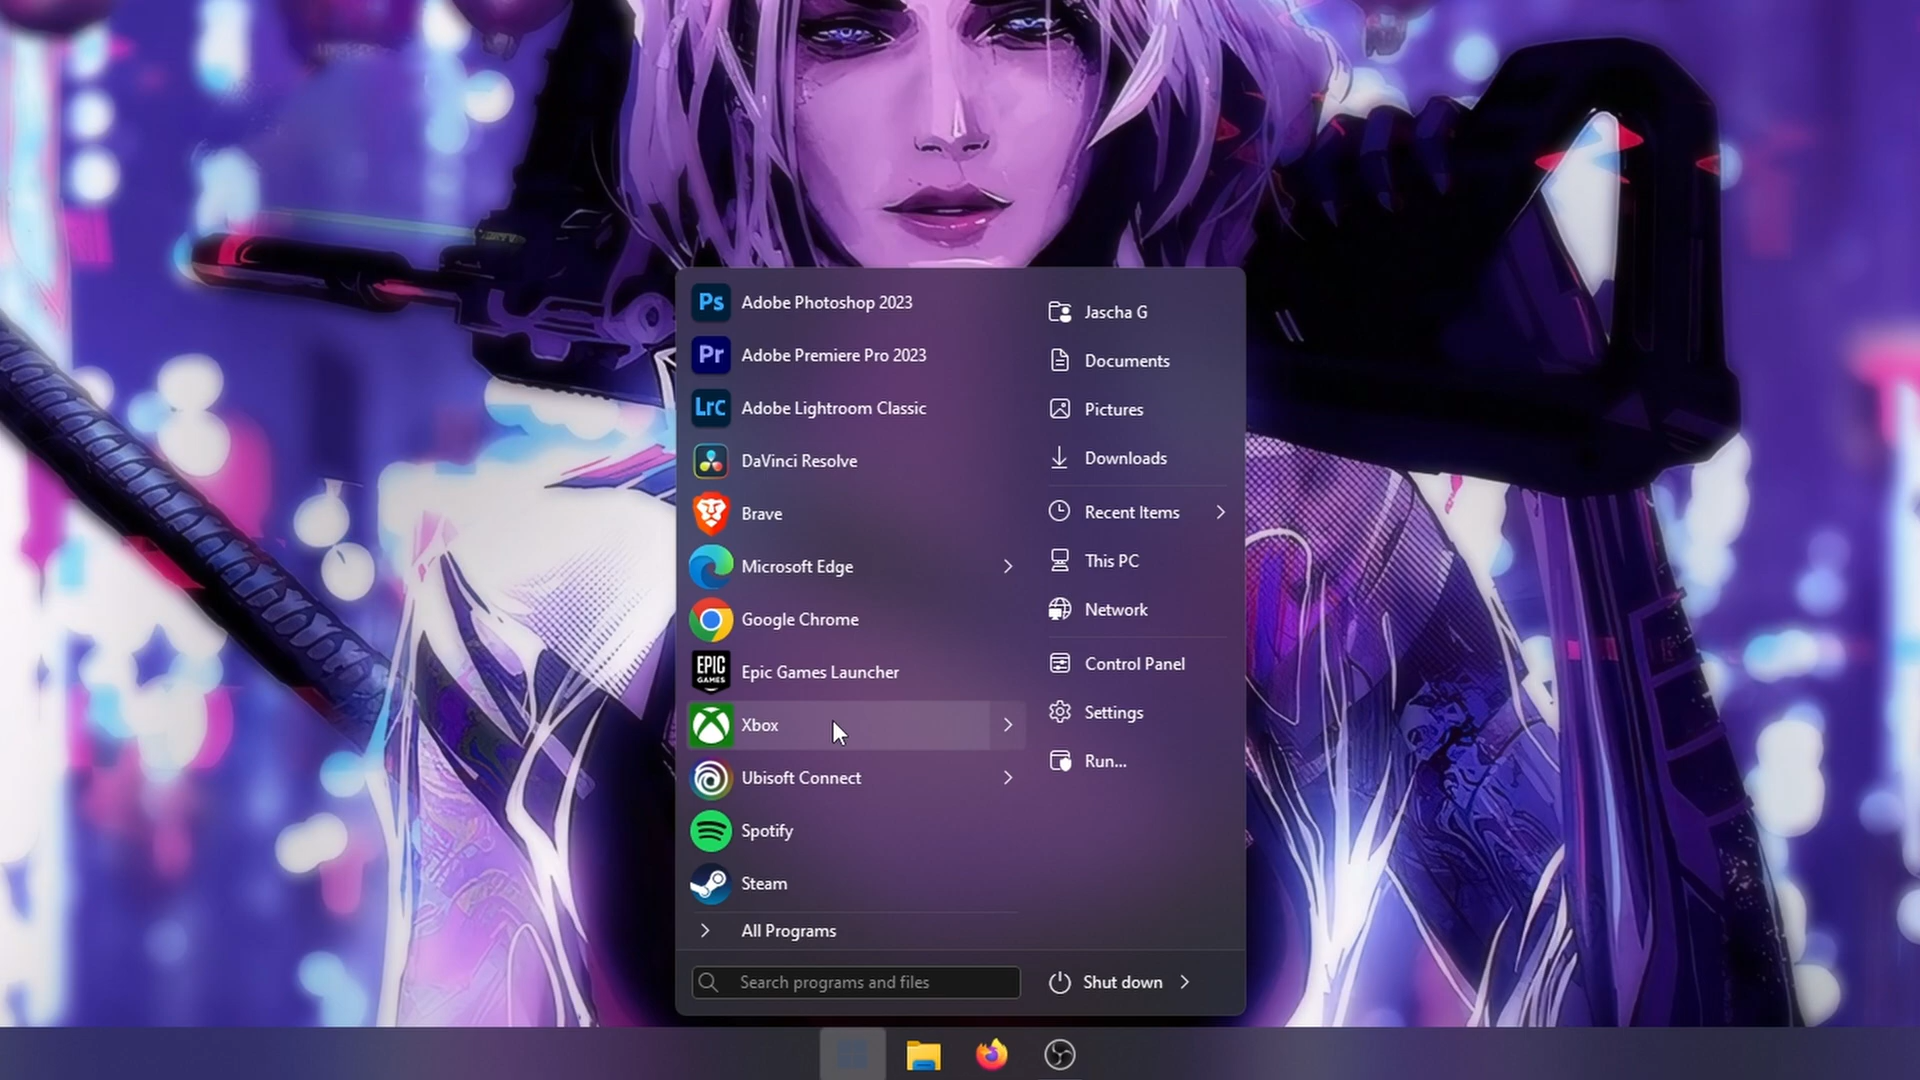 Ps Adobe Photoshop 2023
Pr Adobe Premiere Pro 2023
LrC Adobe Lightroom Classic
DaVinci Resolve
Brave
Microsoft Edge
Google Chrome
EPIC GAMES Epic Games Launcher
Xbox
Ubisoft Connect
Spotify
Steam
All Programs
Search programs and files
Jascha G
Documents
Pictures
Downloads
Recent Items
This PC
Network
Control Panel
Settings
Run...
Shut down